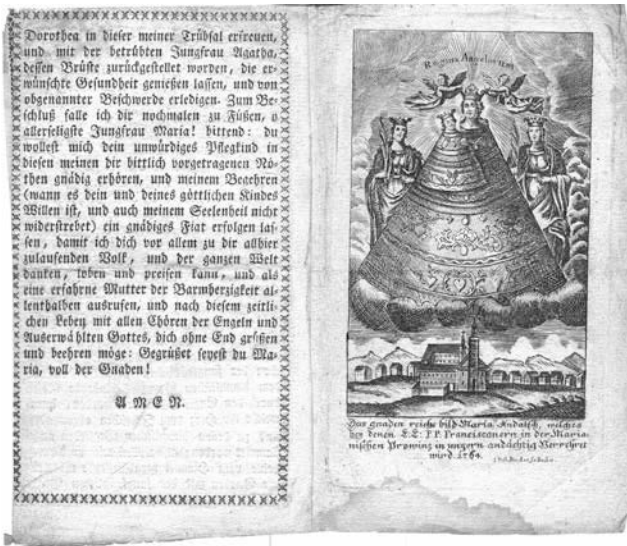 Dorothea in dieser meiner Trübsal erfreuen,
und mit der betrübten Jungfrau Agatha,
dessen Brüste zurückgestellet worden, die er-
wünschte Gesundheit genießen lassen, und von
obgenannter Beschwerde erledigen. Zum Be-
schluß falle ich dir nochmalen zu Füßen, o
allerseligste Jungfrau Maria! bittend: du
wollest mich dein unwürdiges Pflegkind in
diesen meinen dir bittlich vorgetragenen Nö-
then gnädig erhören, und meinem Begehren
(wann es dein und deines göttlichen Kindes
Willen ist, und auch meinem Seelenheil nicht
widerstrebet) ein gnädiges Fiat erfolgen las-
sen, damit ich dich vor allem zu dir allhier
zulaufenden Volk, und der ganzen Welt
danken, loben und preisen kann, und als
eine erfahrne Mutter der Barmherzigkeit al-
lenthalben ausrufen, und nach diesem zeitli-
chen Leben mit allen Chören der Engeln und
Auserwählten Gottes, dich ohne End grüßen
und beehren möge: Gegrüßet seyest du Ma-
ria, voll der Gnaden!
AMEN.
Regina Angelorum
Das gnaden reiche bild Maria Andatsch, welches
bey denen E.E: P.P. Franciscanern in der Maria-
nischen Prowinz in ungern andächtig Verrehret
wird. 1764.